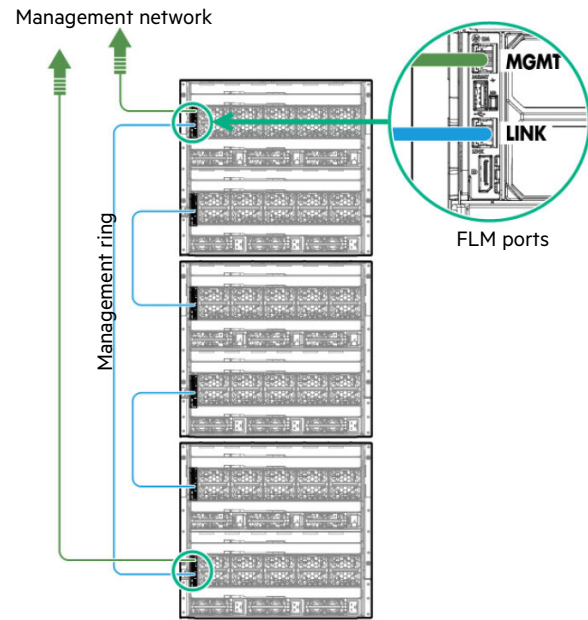 Management network
MGMT
LINK
FLM ports
Management ring